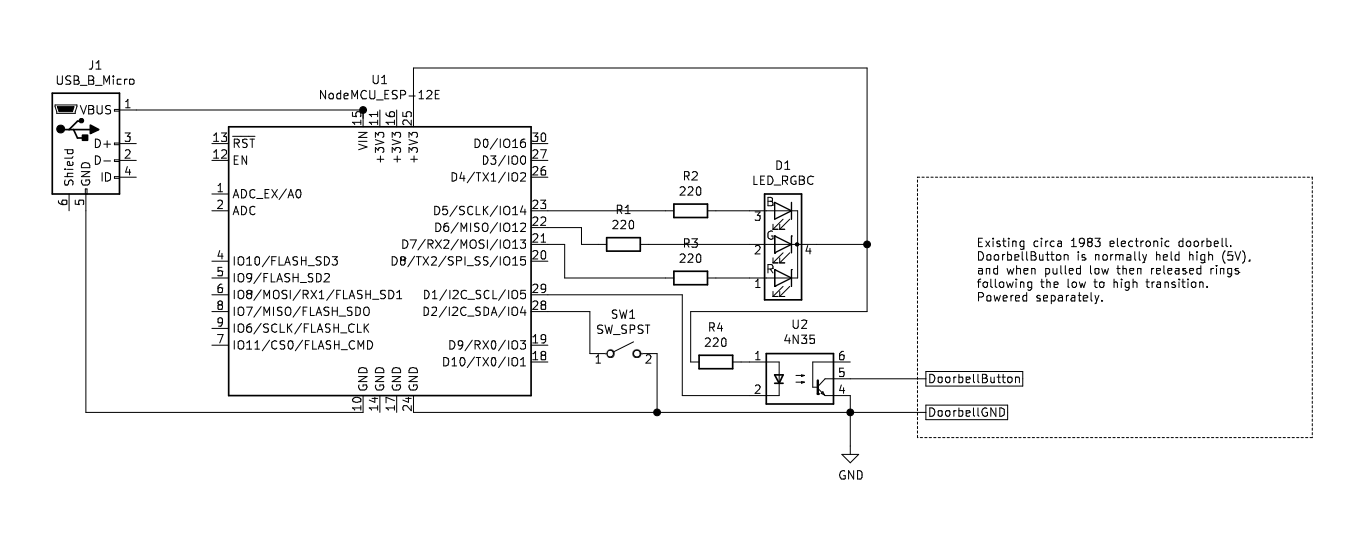 J1
USB_B_Micro
VBUS 1
D+ 3
D- 2
ID 4
Shield
GND
6
5
U1
NodeMCU_ESP-12E
15
11
16
25
VIN
+3V3
+3V3
+3V3
13 RST
12 EN
1 ADC_EX/A0
2 ADC
4 IO10/FLASH_SD3
5 IO9/FLASH_SD2
6 IO8/MOSI/RX1/FLASH_SD1
8 IO7/MISO/FLASH_SD0
9 IO6/SCLK/FLASH_CLK
7 IO11/CS0/FLASH_CMD
D0/IO16 30
D3/IO0 27
D4/TX1/IO2 26
D5/SCLK/IO14 23
D6/MISO/IO12 22
D7/RX2/MOSI/IO13 21
D8/TX2/SPI_SS/IO15 20
D1/I2C_SCL/IO5 29
D2/I2C_SDA/IO4 28
D9/RX0/IO3 19
D10/TX0/IO1 18
GND
GND
GND
GND
10
14
17
24
R2
220
R1
220
R3
220
D1
LED_RGBC
B
3
G
2
4
R
1
SW1
SW_SPST
1
2
R4
220
U2
4N35
1
2
6
5
4
GND
DoorbellButton
DoorbellGND
Existing circa 1983 electronic doorbell.
DoorbellButton is normally held high (5V),
and when pulled low then released rings
following the low to high transition.
Powered separately.